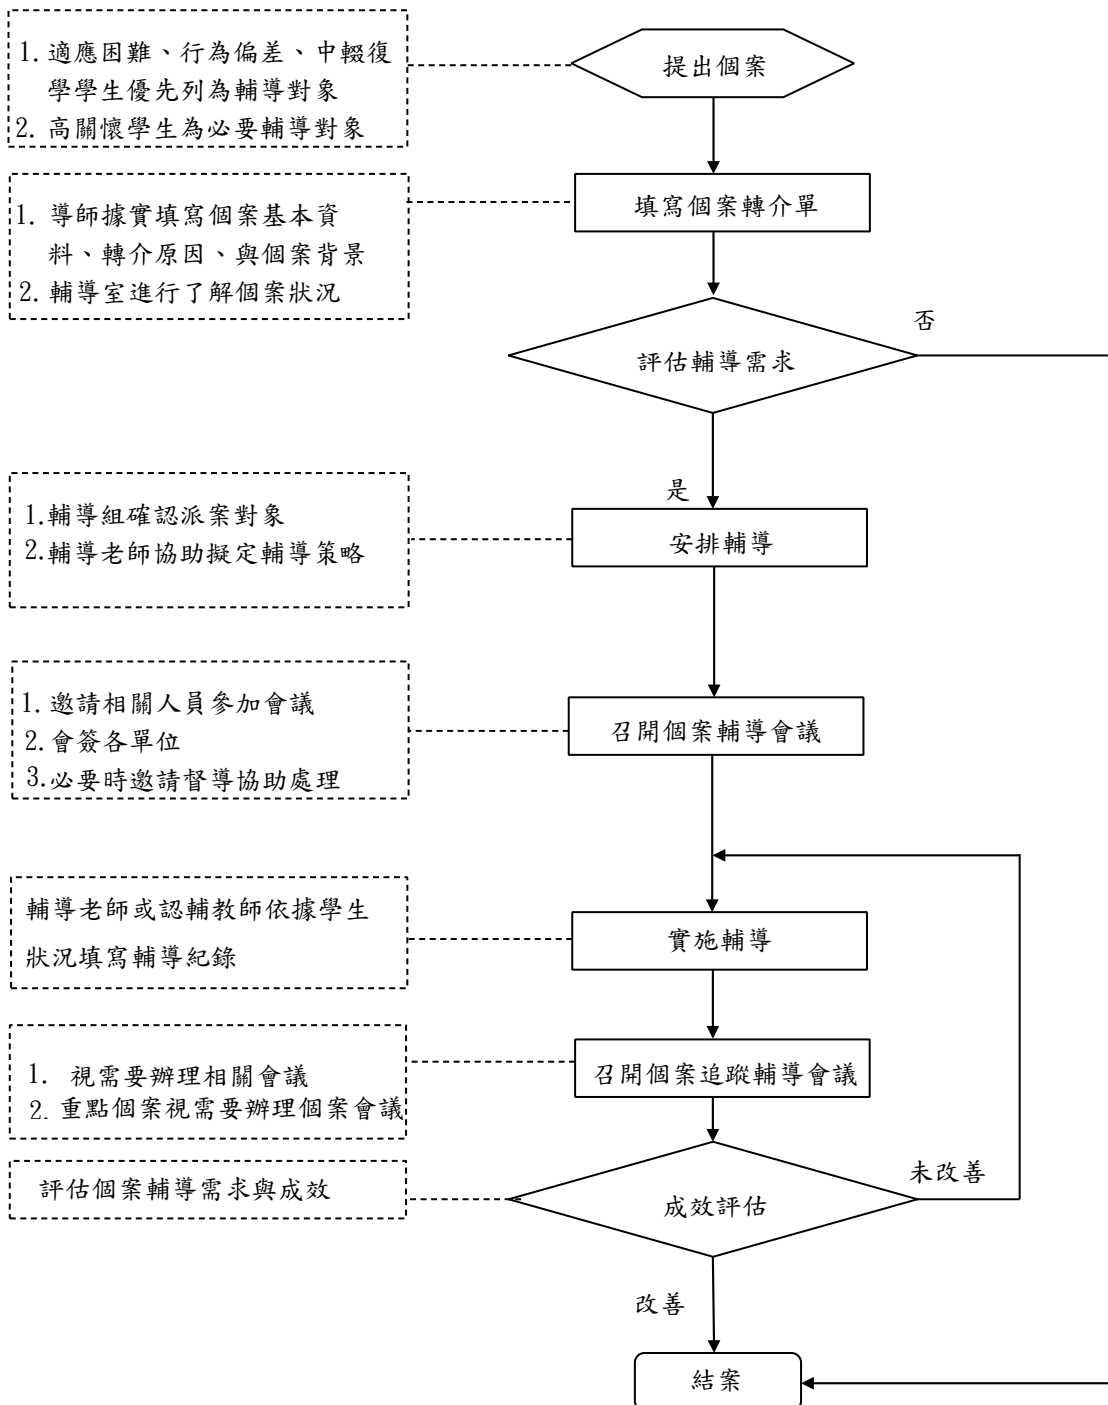 1. 適應困難、行為偏差、中輟復
學學生優先列為輔導對象
2. 高關懷學生為必要輔導對象
提出個案
1. 導師據實填寫個案基本資
料、轉介原因、與個案背景
2. 輔導室進行了解個案狀況
填寫個案轉介單
評估輔導需求
否
是
1.輔導組確認派案對象
2.輔導老師協助擬定輔導策略
安排輔導
1. 邀請相關人員參加會議
2. 會簽各單位
3.必要時邀請督導協助處理
召開個案輔導會議
輔導老師或認輔教師依據學生
狀況填寫輔導紀錄
實施輔導
1. 視需要辦理相關會議
2. 重點個案視需要辦理個案會議
召開個案追蹤輔導會議
評估個案輔導需求與成效
成效評估
未改善
改善
結案